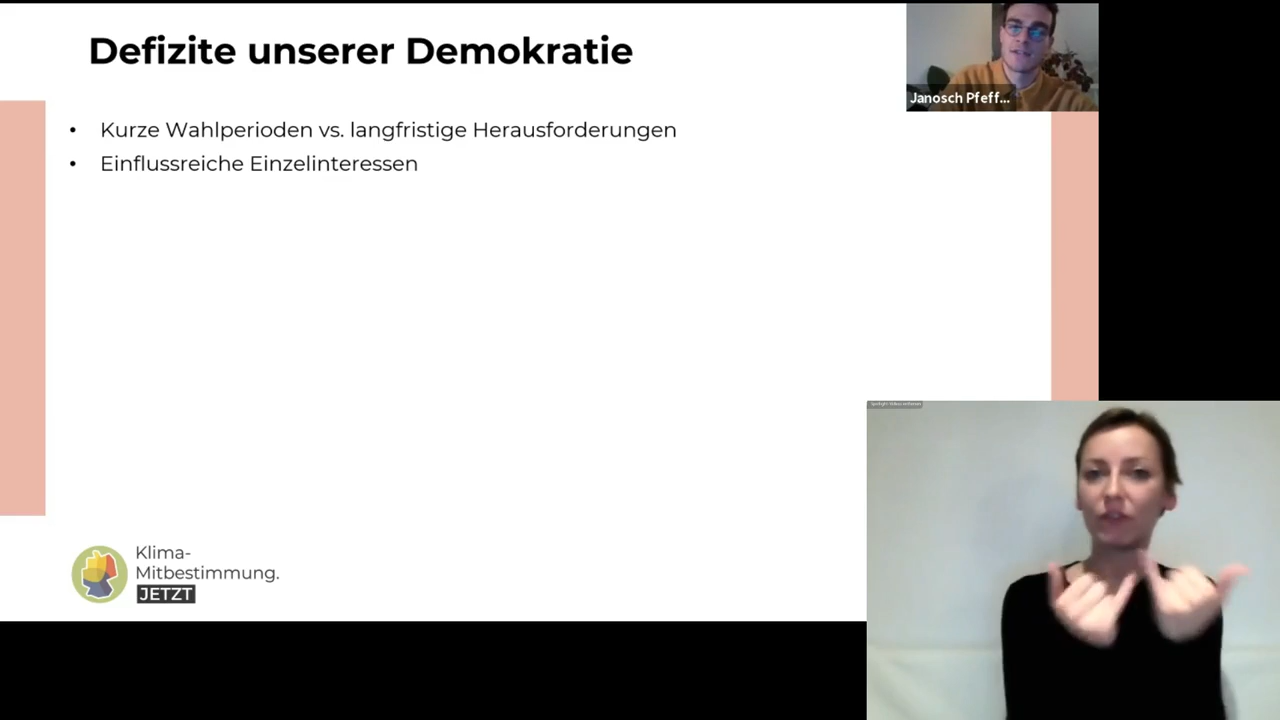 Defizite unserer Demokratie
Janosch Pfeff...
• Kurze Wahlperioden vs. langfristige Herausforderungen
• Einflussreiche Einzelinteressen
Klima-
Mitbestimmung.
JETZT